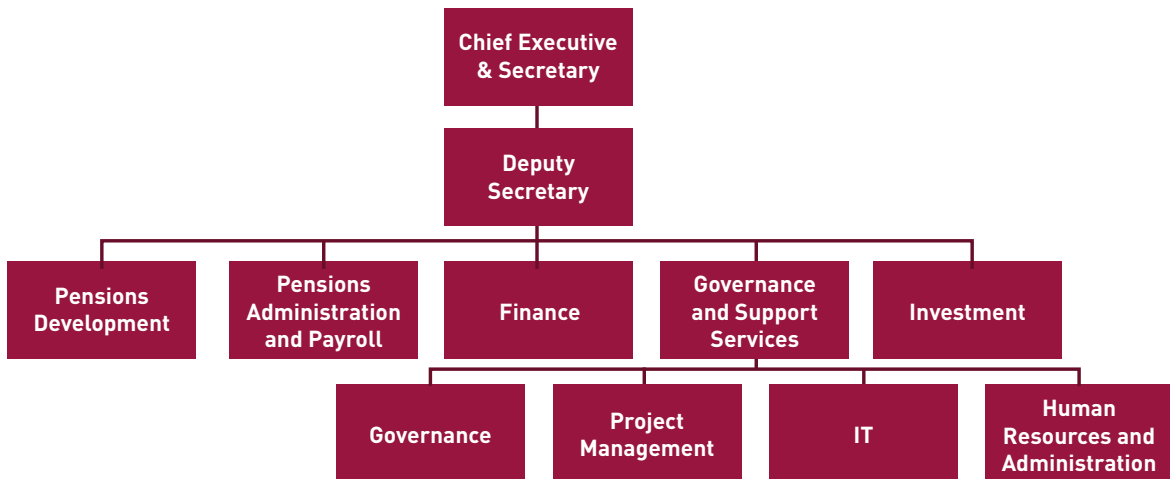 Chief Executive
& Secretary
Deputy
Secretary
Pensions
Development
Pensions
Administration
and Payroll
Finance
Governance
and Support
Services
Investment
Governance
Project
Management
IT
Human
Resources and
Administration